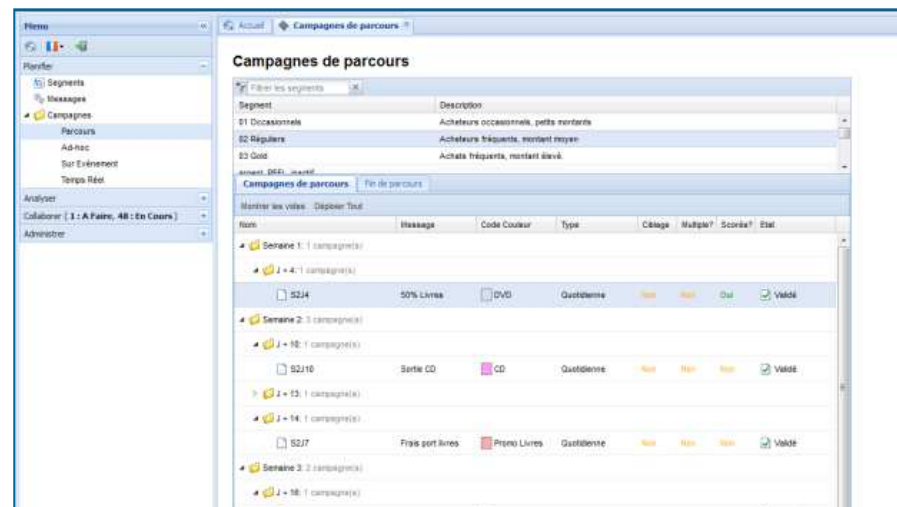 Menu
Accueil
Campagnes de parcours
Planifier
Segments
Messages
Campagnes
Parcours
Ad-hoc
Sur Evénement
Temps Réel
Analyser
Collaborer ( 1 : A Faire, 48 : En Cours )
Administrer
Campagnes de parcours
Filtrer les segments
Segment Description
01 Occasionnels Acheteurs occasionnels, petits montants
02 Réguliers Acheteurs fréquents, montant moyen
03 Gold Achats fréquents, montant élevé.
Campagnes de parcours Fin de parcours
Montrer les vides Déplier Tout
Nom Message Code Couleur Type Ciblage Multiple? Scorée? Etat
Semaine 1: 1 campagne(s)
J + 4: 1 campagne(s)
S2J4 50% Livres DVD Quotidienne Non Non Oui Validé
Semaine 2: 3 campagne(s)
J + 10: 1 campagne(s)
S2J10 Sortie CD CD Quotidienne Non Non Non Validé
J + 13: 1 campagne(s)
J + 14: 1 campagne(s)
S2J7 Frais port livres Promo Livres Quotidienne Non Non Non Validé
Semaine 3: 2 campagne(s)
J + 16: 1 campagne(s)